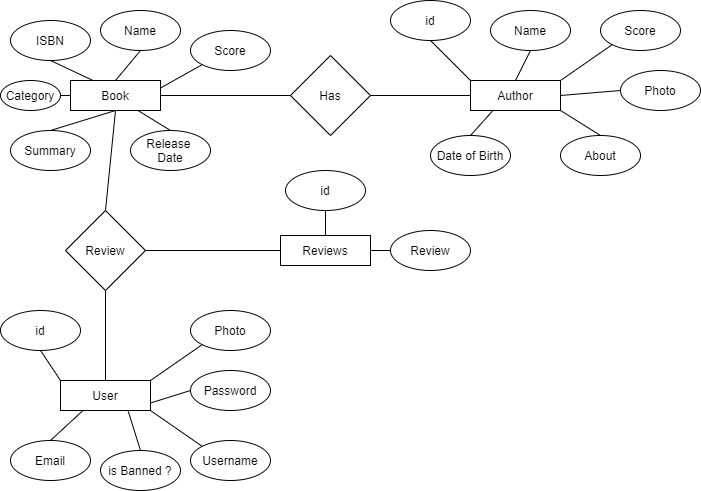 id
Name
Name
Score
ISBN
Score
Category
Book
Has
Author
Photo
Summary
Release
Date
Date of Birth
About
id
Review
Reviews
Review
id
Photo
User
Password
Email
is Banned ?
Username